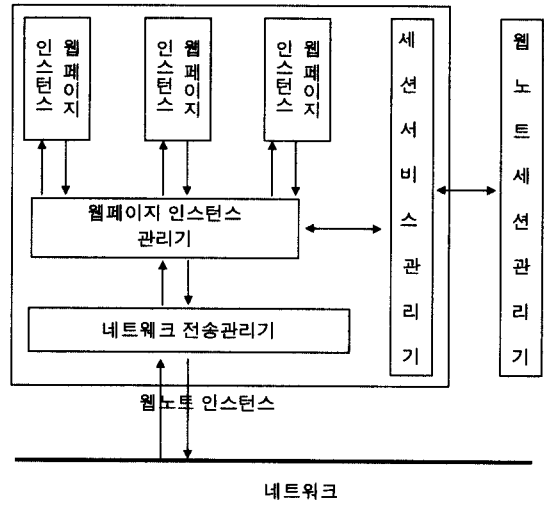 웹페이지
인스턴스
웹페이지
인스턴스
웹페이지
인스턴스
세션서비스관리기
웹노트세션관리기
웹페이지 인스턴스
관리기
네트워크 전송관리기
웹노트 인스턴스
네트워크